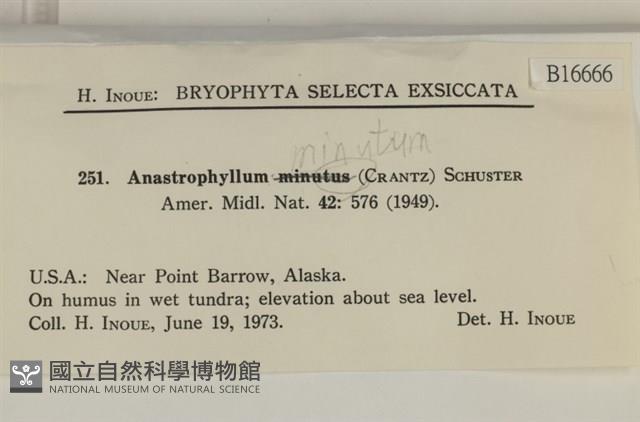 B16666
H. INOUE: BRYOPHYTA SELECTA EXSICCATA
minutum
251. Anastrophyllum minutus (CRANTZ) SCHUSTER
Amer. Midl. Nat. 42: 576 (1949).
U.S.A.: Near Point Barrow, Alaska.
On humus in wet tundra; elevation about sea level.
Coll. H. INOUE, June 19, 1973. Det. H. INOUE
國立自然科學博物館
NATIONAL MUSEUM OF NATURAL SCIENCE